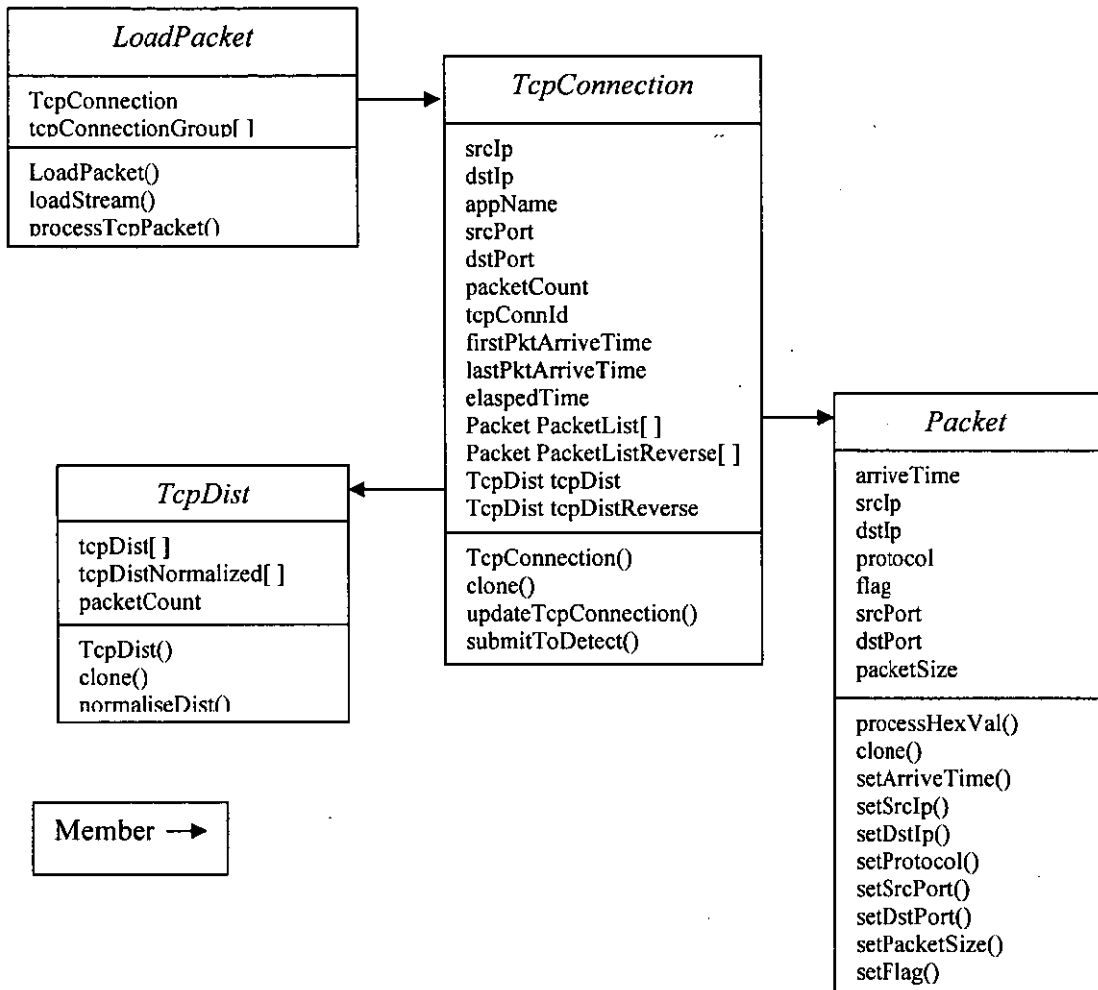 LoadPacket
TcpConnection
tcpConnectionGroup[ ]
LoadPacket()
loadStream()
processTcpPacket()
TcpConnection
srcIp
dstIp
appName
srcPort
dstPort
packetCount
tcpConnId
firstPktArriveTime
lastPktArriveTime
elaspedTime
Packet PacketList[ ]
Packet PacketListReverse[ ]
TcpDist tcpDist
TcpDist tcpDistReverse
TcpConnection()
clone()
updateTcpConnection()
submitToDetect()
TcpDist
tcpDist[ ]
tcpDistNormalized[ ]
packetCount
TcpDist()
clone()
normaliseDist()
Packet
arriveTime
srcIp
dstIp
protocol
flag
srcPort
dstPort
packetSize
processHexVal()
clone()
setArriveTime()
setSrcIp()
setDstIp()
setProtocol()
setSrcPort()
setDstPort()
setPacketSize()
setFlag()
Member